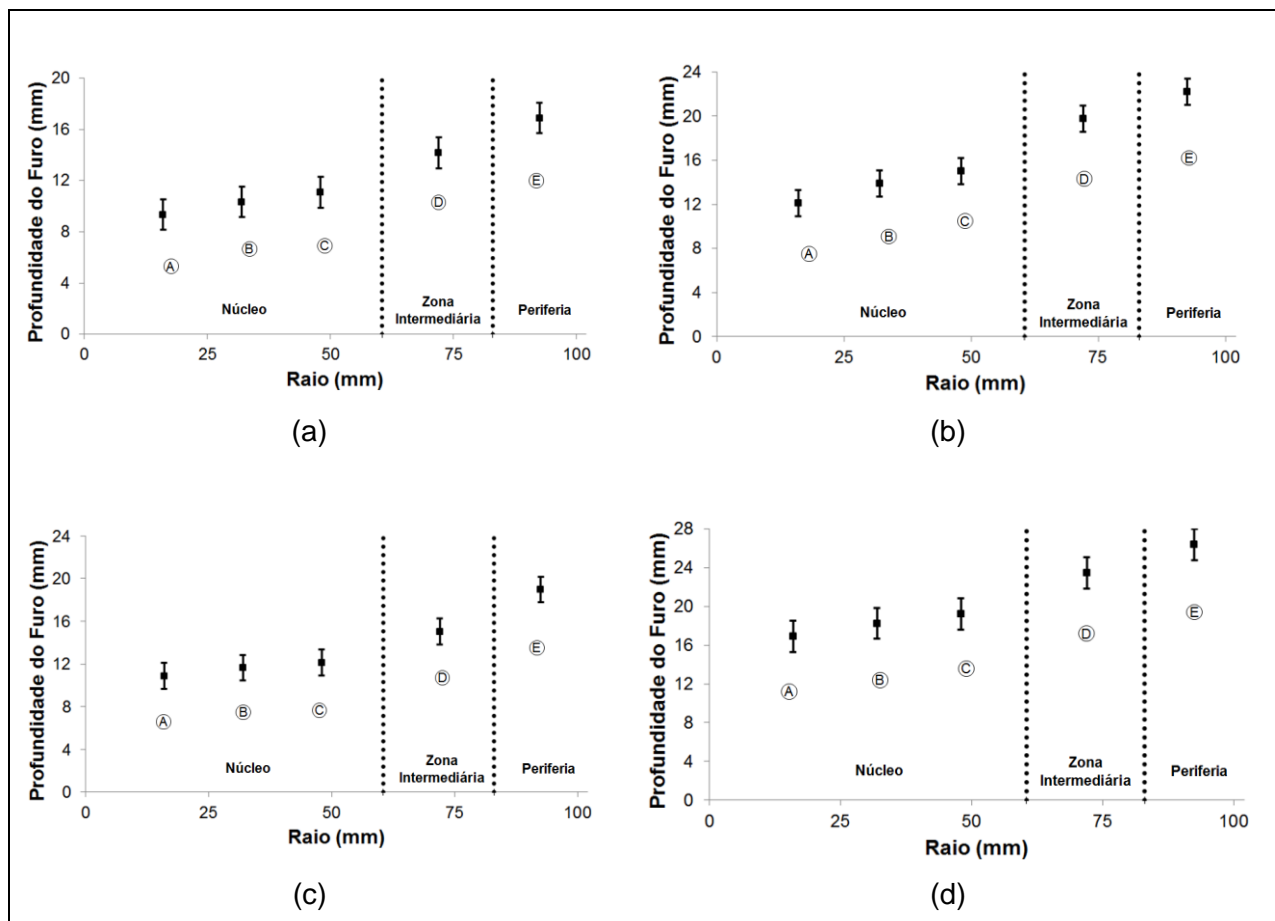 Profundidade do Furo (mm)
20
16
12
8
4
0
A
B
C
D
E
Núcleo
Zona
Intermediária
Periferia
0 25 50 75 100
Raio (mm)
(a)
Profundidade do Furo (mm)
24
20
16
12
8
4
0
A
B
C
D
E
Núcleo
Zona
Intermediária
Periferia
0 25 50 75 100
Raio (mm)
(b)
Profundidade do Furo (mm)
24
20
16
12
8
4
0
A
B
C
D
E
Núcleo
Zona
Intermediária
Periferia
0 25 50 75 100
Raio (mm)
(c)
Profundidade do Furo (mm)
28
24
20
16
12
8
4
0
A
B
C
D
E
Núcleo
Zona
Intermediária
Periferia
0 25 50 75 100
Raio (mm)
(d)